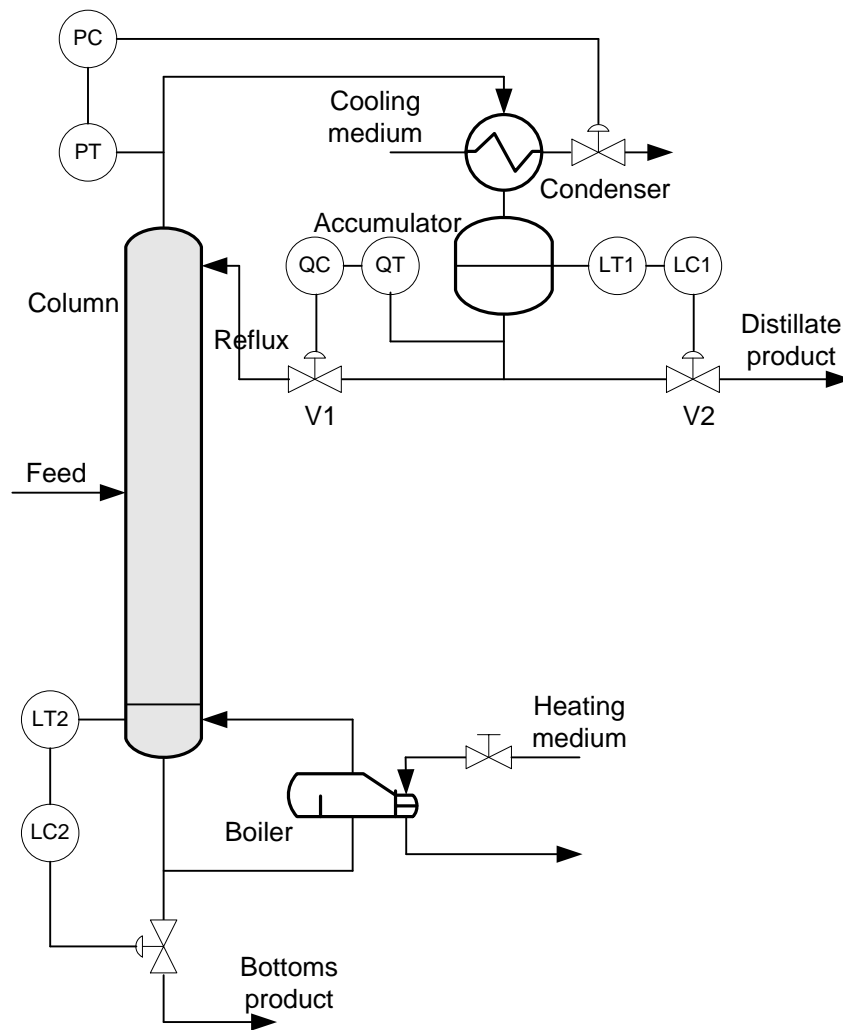 PC
Cooling
medium
PT
Condenser
Accumulator
QC
QT
LT1
LC1
Column
Reflux
Distillate
product
V1
V2
Feed
LT2
Heating
medium
LC2
Boiler
Bottoms
product